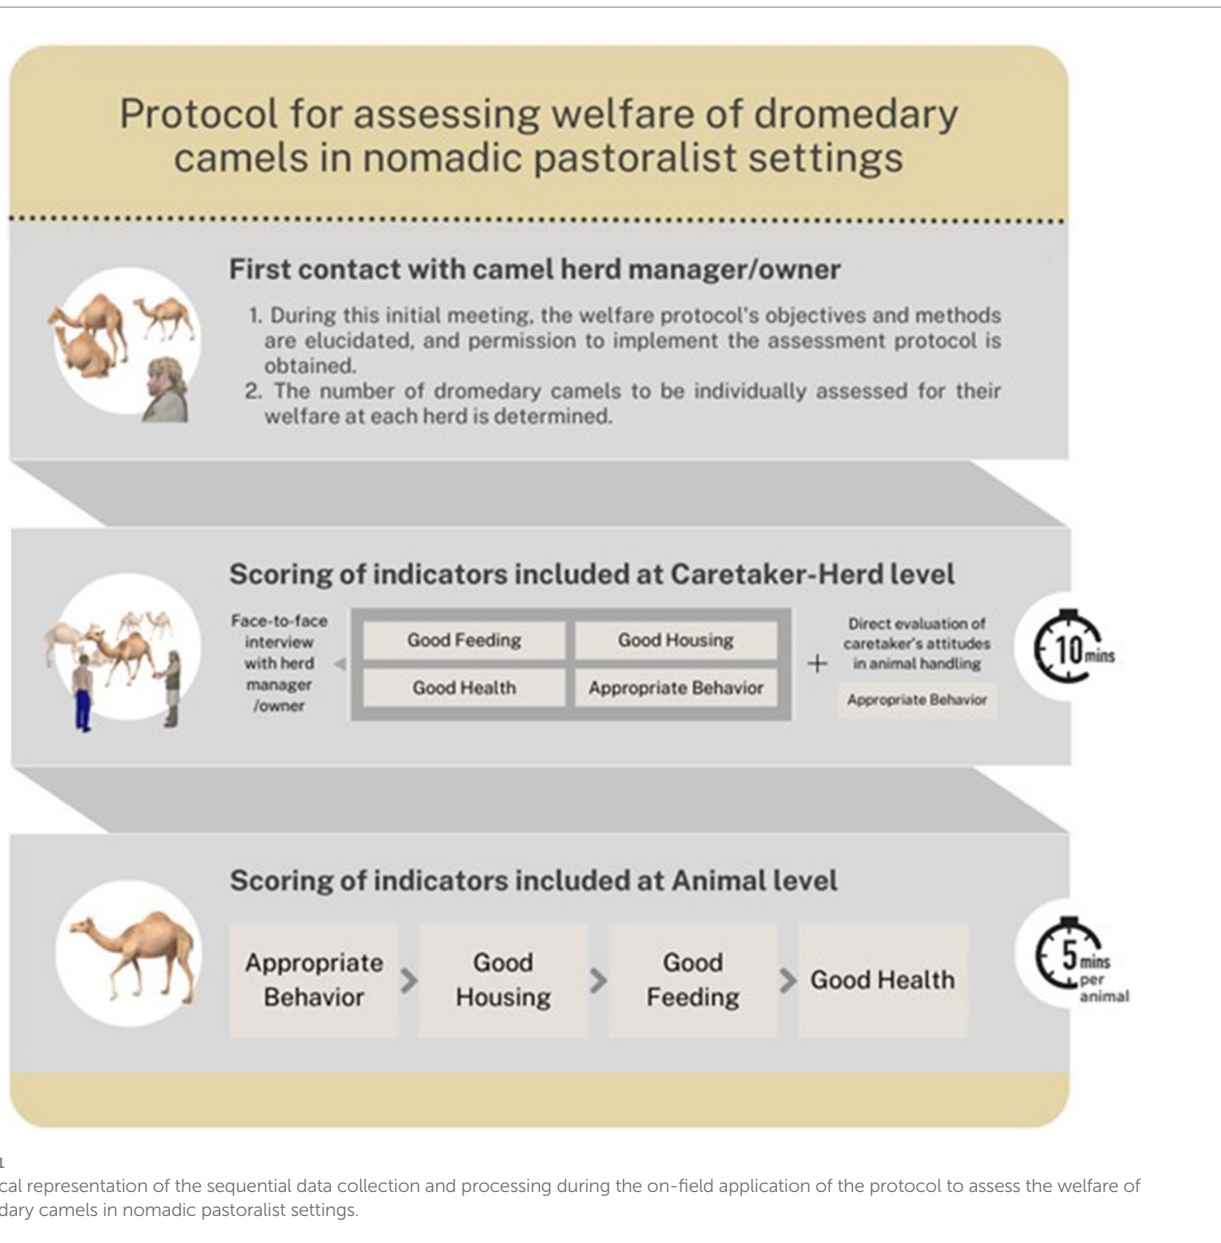 Protocol for assessing welfare of dromedary
camels in nomadic pastoralist settings
First contact with camel herd manager/owner
1. During this initial meeting, the welfare protocol's objectives and methods
are elucidated, and permission to implement the assessment protocol is
obtained.
2. The number of dromedary camels to be individually assessed for their
welfare at each herd is determined.
Scoring of indicators included at Caretaker-Herd level
Face-to-face
interview
with herd
manager
/owner
Good Feeding
Good Housing
Good Health
Appropriate Behavior
+
Direct evaluation of
caretaker's attitudes
in animal handling
Appropriate Behavior
10 mins
Scoring of indicators included at Animal level
Appropriate
Behavior
Good
Housing
Good
Feeding
Good Health
5 mins
per
animal
1
cal representation of the sequential data collection and processing during the on-field application of the protocol to assess the welfare of
dary camels in nomadic pastoralist settings.